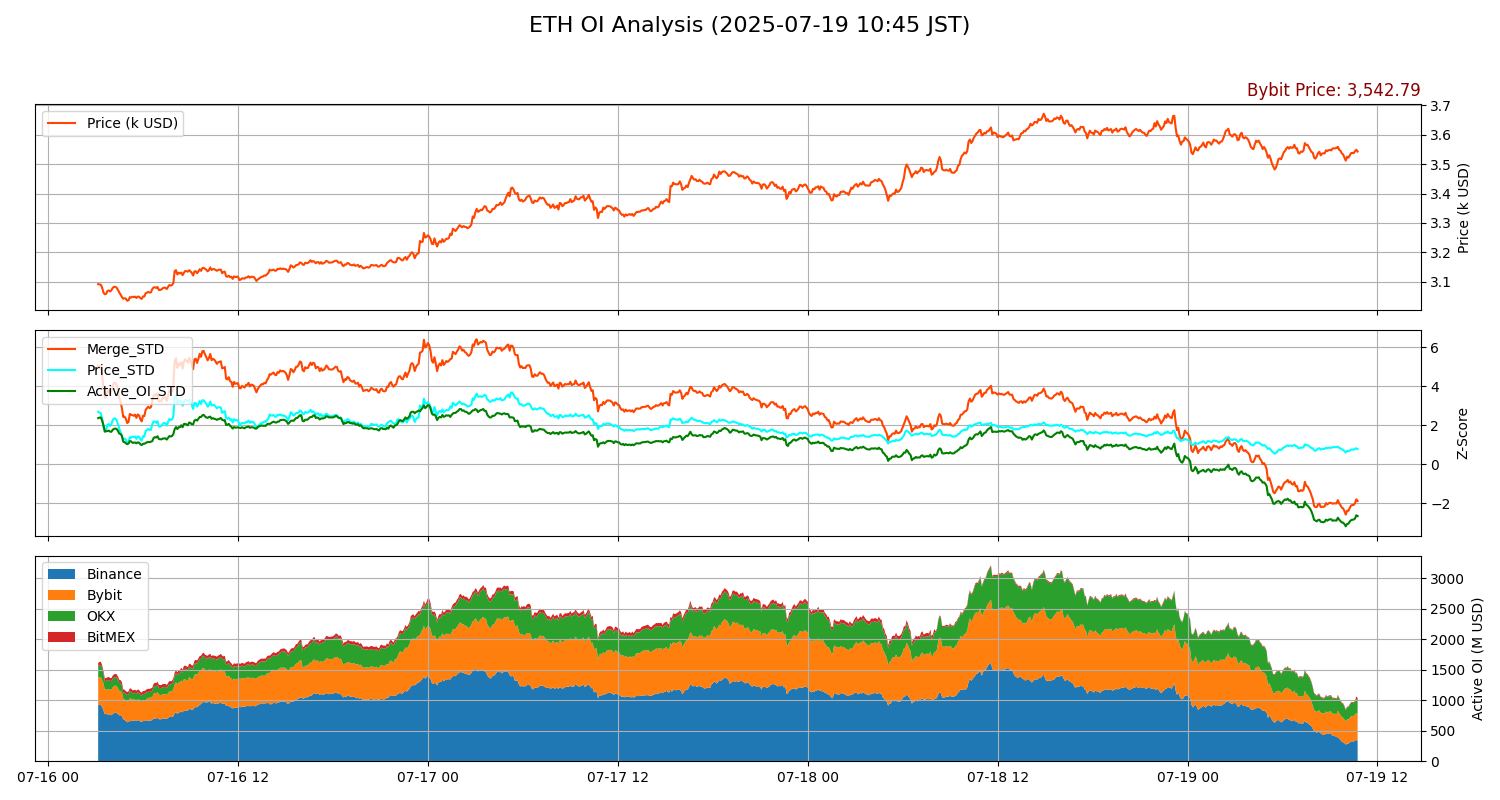 ETH OI Analysis (2025-07-19 10:45 JST)
Bybit Price: 3,542.79
Price (k USD)
3.7
3.6
3.5
3.4
3.3
3.2
3.1
Price (k USD)
Merge_STD
Price_STD
Active_OI_STD
6
4
2
0
−2
Z-Score
Binance
Bybit
OKX
BitMEX
3000
2500
2000
1500
1000
500
0
Active OI (M USD)
07-16 00 07-16 12 07-17 00 07-17 12 07-18 00 07-18 12 07-19 00 07-19 12